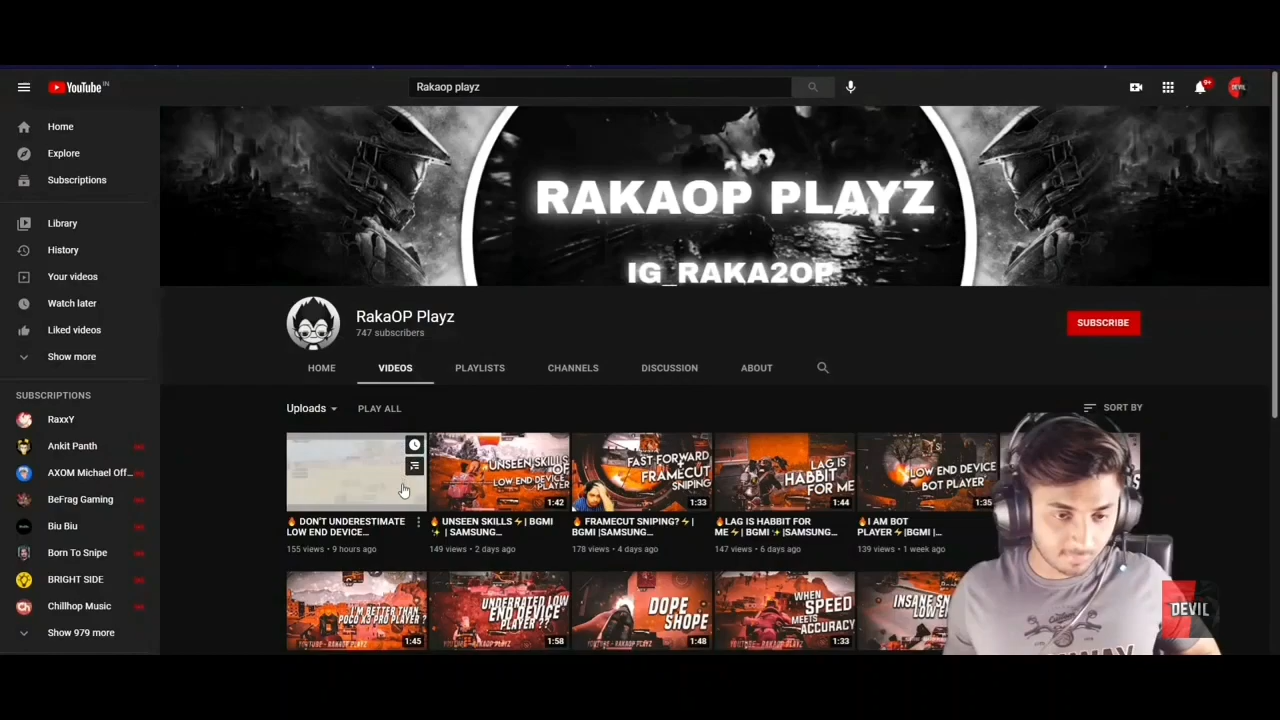 YouTube IN
Rakaop playz
9+
DEVIL
Home
Explore
Subscriptions
Library
History
Your videos
Watch later
Liked videos
Show more
SUBSCRIPTIONS
RaxxY
Ankit Panth
AXOM Michael Off...
BeFrag Gaming
Biu Biu
Born To Snipe
BRIGHT SIDE
Chillhop Music
Show 979 more
RAKAOP PLAYZ
IG_RAKA2OP
RakaOP Playz
747 subscribers
SUBSCRIBE
HOME
VIDEOS
PLAYLISTS
CHANNELS
DISCUSSION
ABOUT
Uploads
PLAY ALL
SORT BY
UNSEEN SKILLS
OF
LOW END DEVICE
PLAYER
1:42
FAST FORWARD
+
FRAMECUT
SNIPING
1:33
LAG IS
HABBIT
FOR ME
1:44
LOW END DEVICE
BOT PLAYER
1:35
🔥 DON'T UNDERESTIMATE
LOW END DEVICE...
155 views • 9 hours ago
🔥 UNSEEN SKILLS⚡| BGMI
✨ | SAMSUNG...
149 views • 2 days ago
🔥 FRAMECUT SNIPING?⚡|
BGMI |SAMSUNG...
178 views • 4 days ago
🔥LAG IS HABBIT FOR
ME⚡| BGMI ✨|SAMSUNG...
147 views • 6 days ago
🔥I AM BOT
PLAYER⚡|BGMI |...
139 views • 1 week ago
I'M BETTER THAN
POCO X3 PRO PLAYER ?
1:45
UNDERRATED LOW
PLAYER ??
1:58
DOPE
SHOPE
1:48
WHEN
SPEED
MEETS
ACCURACY
1:33
DEVIL